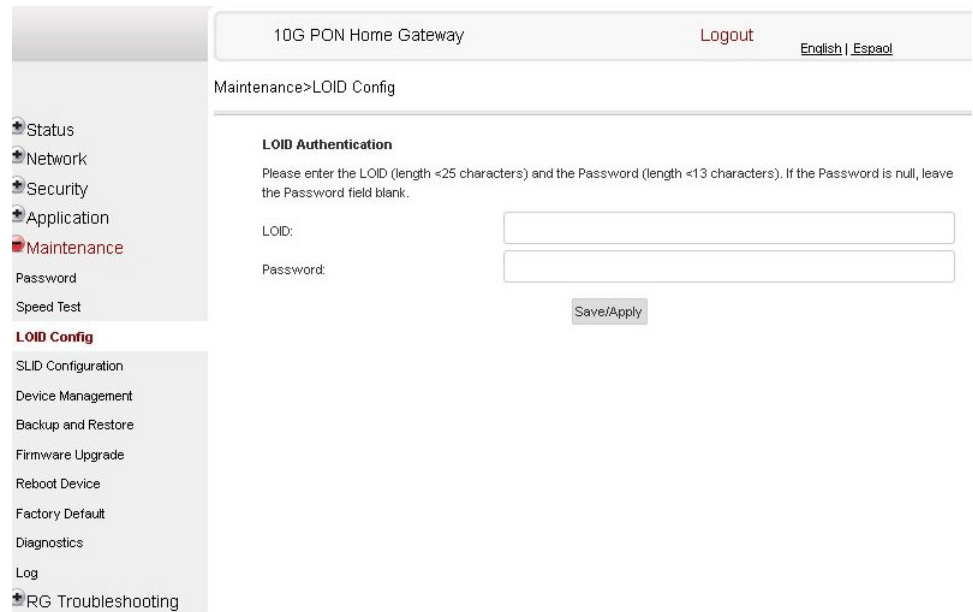 10G PON Home Gateway
Logout
English | Espaol
Maintenance>LOID Config
Status
Network
Security
Application
Maintenance
Password
Speed Test
LOID Config
SLID Configuration
Device Management
Backup and Restore
Firmware Upgrade
Reboot Device
Factory Default
Diagnostics
Log
RG Troubleshooting
LOID Authentication
Please enter the LOID (length <25 characters) and the Password (length <13 characters). If the Password is null, leave
the Password field blank.
LOID:
Password:
Save/Apply